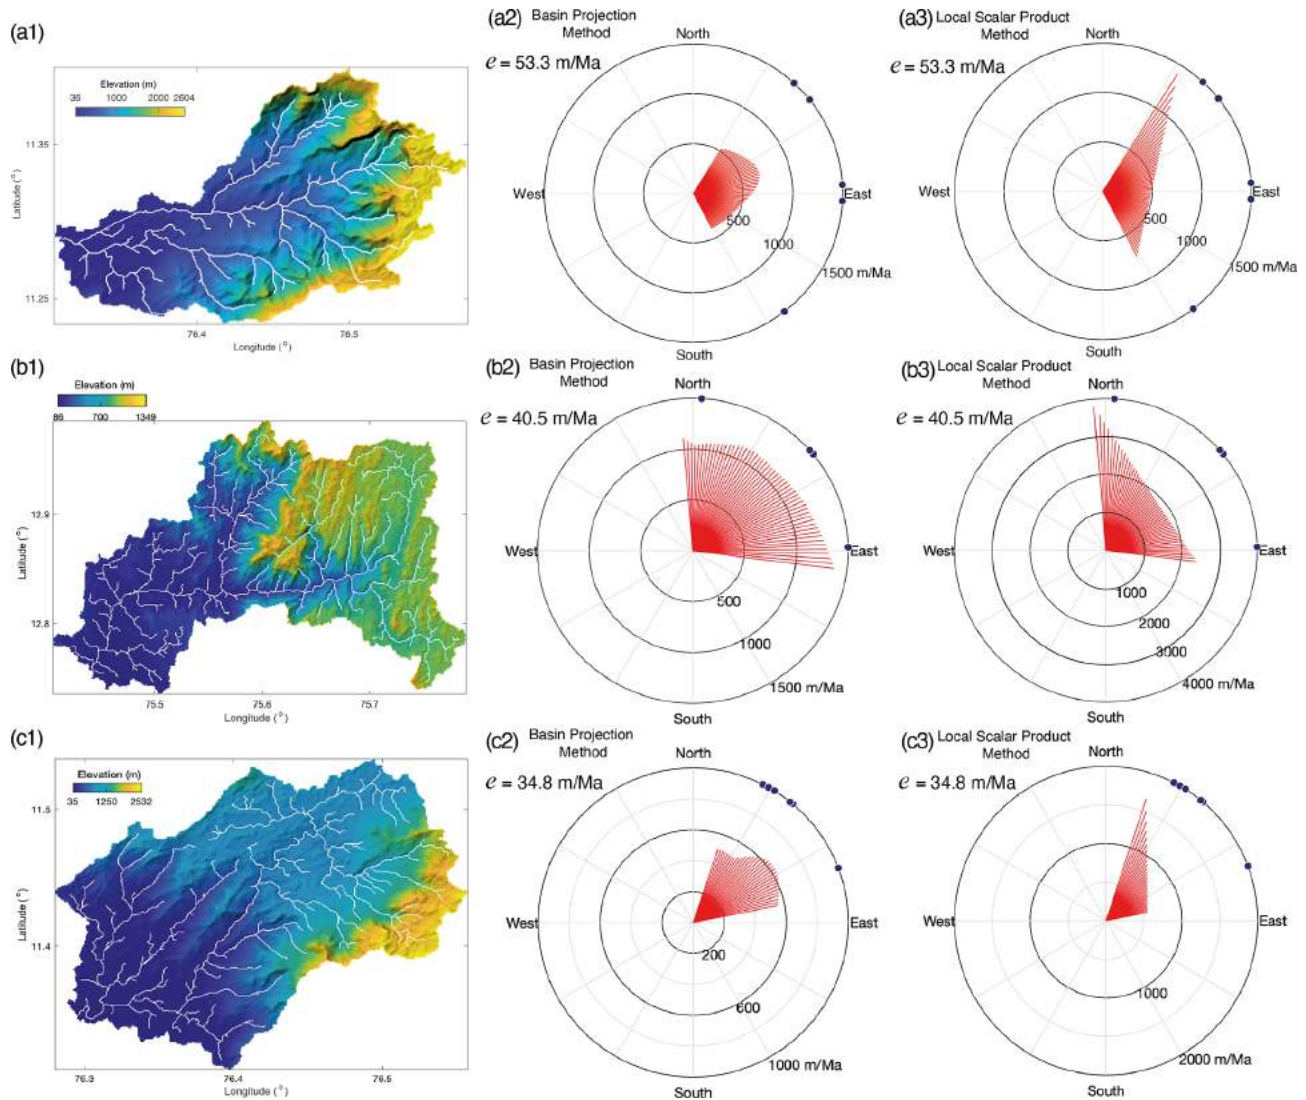 (a1)
Elevation (m)
36 1000 2000 2604
11.35
11.25
Latitude (°)
76.4 76.5
Longitude (°)
(a2) Basin Projection
Method
North
e = 53.3 m/Ma
West
East
500
1000
1500 m/Ma
South
(a3) Local Scalar Product
Method
North
e = 53.3 m/Ma
West
East
500
1000
1500 m/Ma
South
(b1)
Elevation (m)
86 700 1349
12.9
12.8
Latitude (°)
75.5 75.6 75.7
Longitude (°)
(b2) Basin Projection
Method
North
e = 40.5 m/Ma
West
East
500
1000
1500 m/Ma
South
(b3) Local Scalar Product
Method
North
e = 40.5 m/Ma
West
East
1000
2000
3000
4000 m/Ma
South
(c1)
Elevation (m)
35 1250 2532
11.5
11.4
Latitude (°)
76.3 76.4 76.5
Longitude (°)
(c2) Basin Projection
Method
North
e = 34.8 m/Ma
West
East
200
600
1000 m/Ma
South
(c3) Local Scalar Product
Method
North
e = 34.8 m/Ma
West
East
1000
2000 m/Ma
South